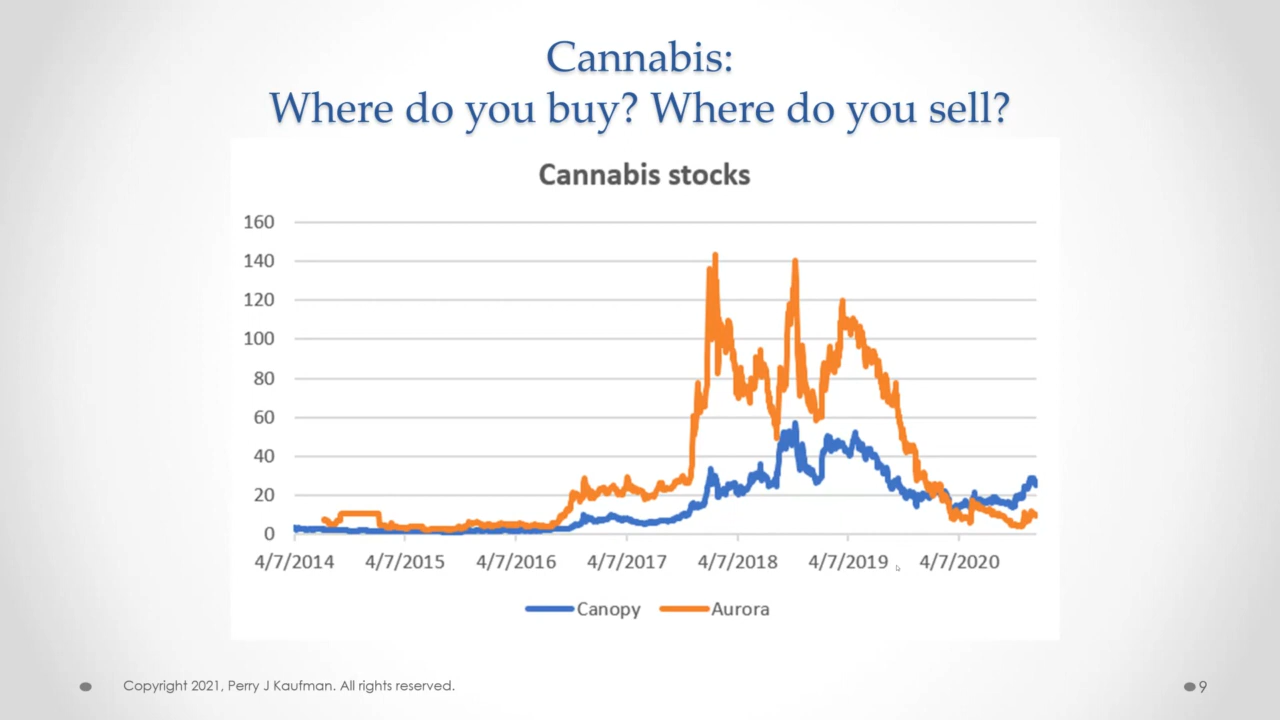 Cannabis:
Where do you buy? Where do you sell?
Cannabis stocks
160
140
120
100
80
60
40
20
0
4/7/2014 4/7/2015 4/7/2016 4/7/2017 4/7/2018 4/7/2019 4/7/2020
Canopy Aurora
Copyright 2021, Perry J Kaufman. All rights reserved.
9